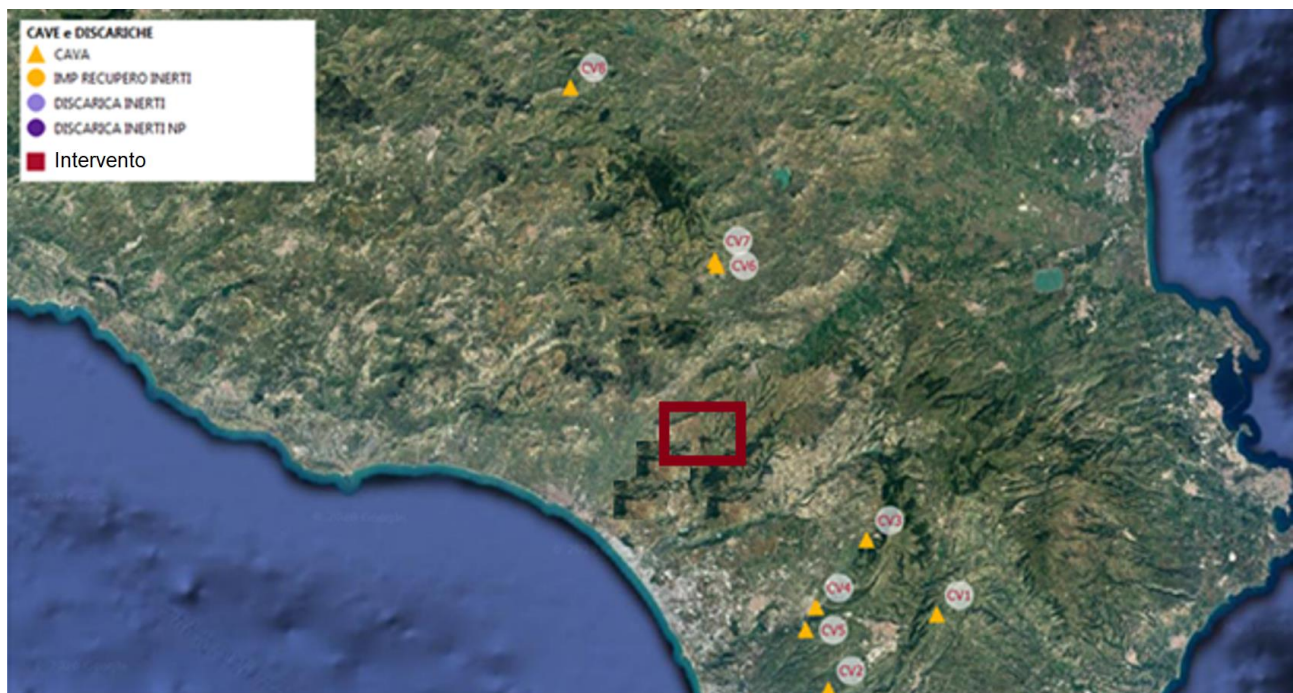 CAVE e DISCARICHE
CAVA
IMP RECUPERO INERTI
DISCARICA INERTI
DISCARICA INERTI NP
Intervento
CV8
CV7
CV6
CV3
CV4
CV1
CV5
CV2